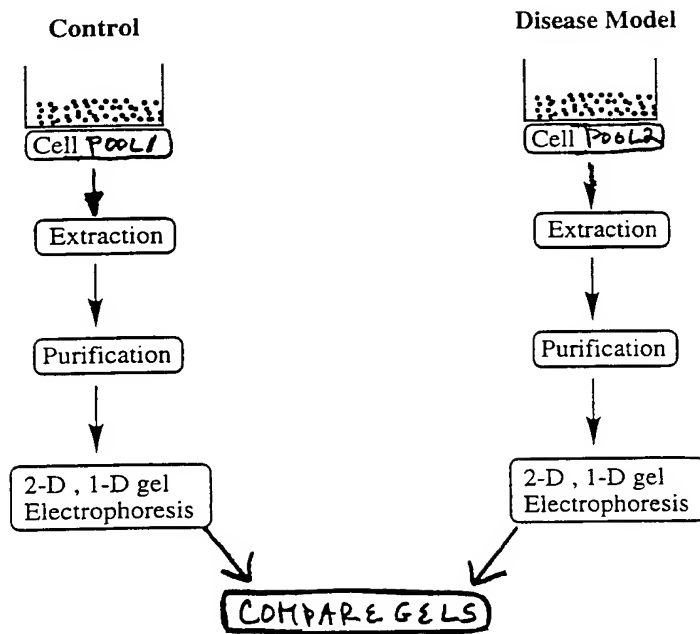 Control
Cell POOL1
Extraction
Purification
2-D , 1-D gel
Electrophoresis
Disease Model
Cell POOL2
Extraction
Purification
2-D , 1-D gel
Electrophoresis
COMPARE GELS